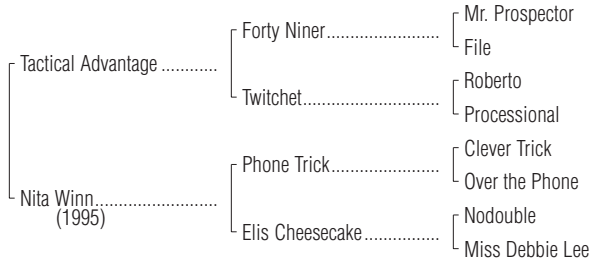 Mr. Prospector
Forty Niner
File
Tactical Advantage
Roberto
Twitchet
Processional
Clever Trick
Phone Trick
Over the Phone
Nita Winn
(1995)
Nodouble
Elis Cheesecake
Miss Debbie Lee